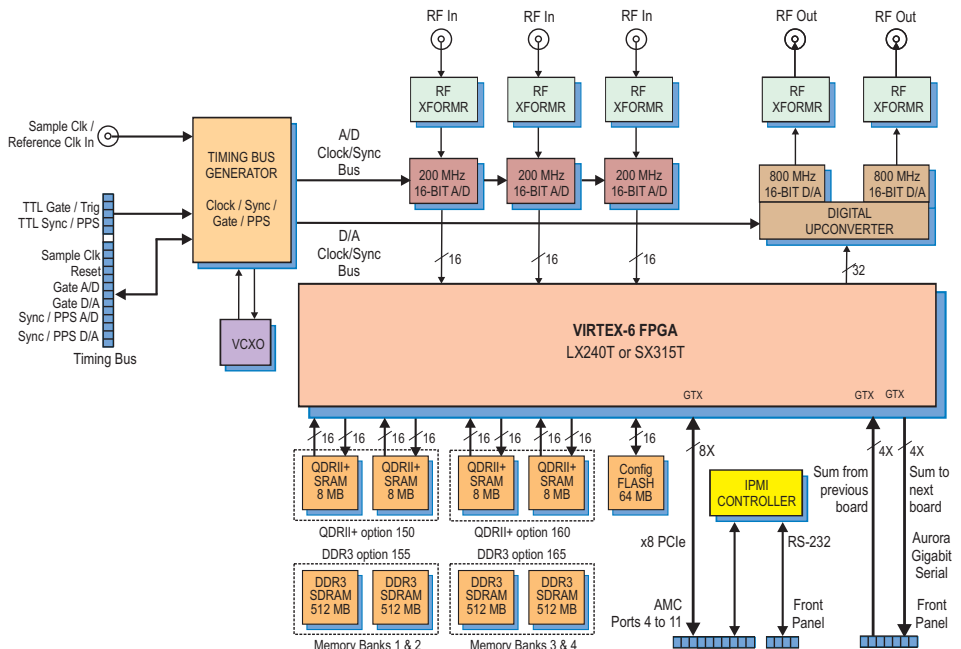 RF In
RF In
RF In
RF Out
RF Out
RF
XFORMR
RF
XFORMR
RF
XFORMR
RF
XFORMR
RF
XFORMR
Sample Clk /
Reference Clk In
TIMING BUS
GENERATOR
Clock / Sync /
Gate / PPS
A/D
Clock/Sync
Bus
200 MHz
16-BIT A/D
200 MHz
16-BIT A/D
200 MHz
16-BIT A/D
800 MHz
16-BIT D/A
800 MHz
16-BIT D/A
DIGITAL
UPCONVERTER
TTL Gate / Trig
TTL Sync / PPS
Sample Clk
Reset
Gate A/D
Gate D/A
Sync / PPS A/D
Sync / PPS D/A
Timing Bus
D/A
Clock/Sync
Bus
16
16
16
32
VCXO
VIRTEX-6 FPGA
LX240T or SX315T
GTX
GTX
GTX
16
16
16
16
16
16
16
16
16
8X
4X
4X
QDRII+
SRAM
8 MB
QDRII+
SRAM
8 MB
QDRII+
SRAM
8 MB
QDRII+
SRAM
8 MB
Config
FLASH
64 MB
IPMI
CONTROLLER
Sum from
previous
board
Sum to
next
board
QDRII+ option 150
QDRII+ option 160
x8 PCIe
RS-232
Aurora
Gigabit
Serial
DDR3 option 155
DDR3 option 165
DDR3
SDRAM
512 MB
DDR3
SDRAM
512 MB
DDR3
SDRAM
512 MB
DDR3
SDRAM
512 MB
AMC
Ports 4 to 11
Front
Panel
Front
Panel
Memory Banks 1 & 2
Memory Banks 3 & 4